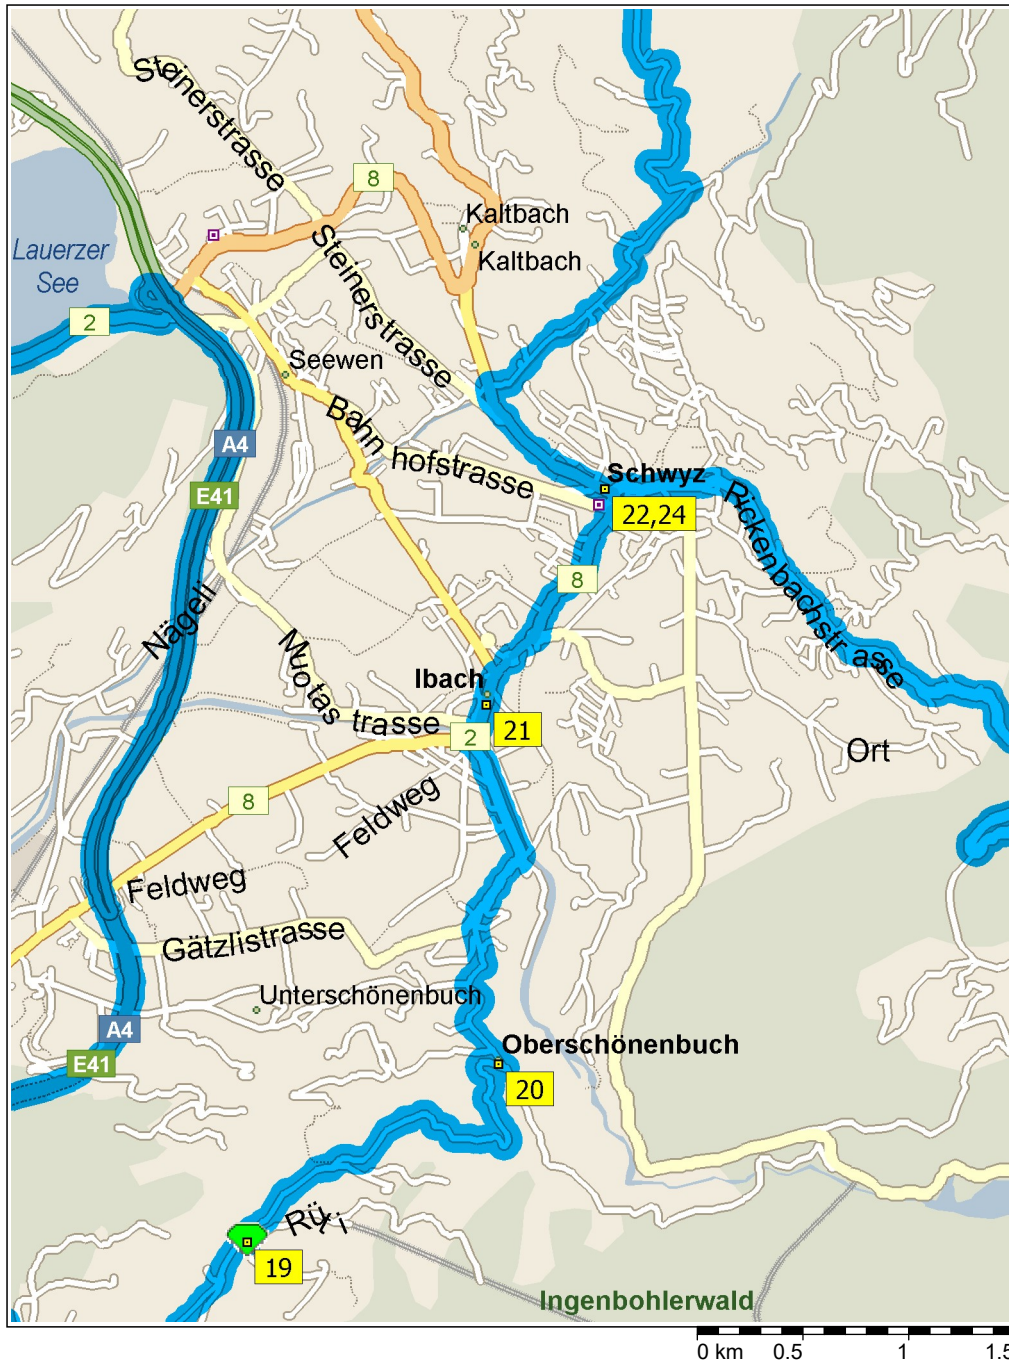 Steinerstrasse
8
Kaltbach
Kaltbach
Lauerzer
See
Steinerstrasse
2
Seewen
Bahnhofstrasse
A4
Schwyz
E41
22,24
Rickenbachstrasse
8
Nägeli
Muotastrasse
Ibach
21
2
Ort
8
Feldweg
Feldweg
Gätzlistrasse
Unterschönenbuch
A4
Oberschönenbuch
E41
20
19
Ingenbohlerwald
0 km 0.5 1 1.5